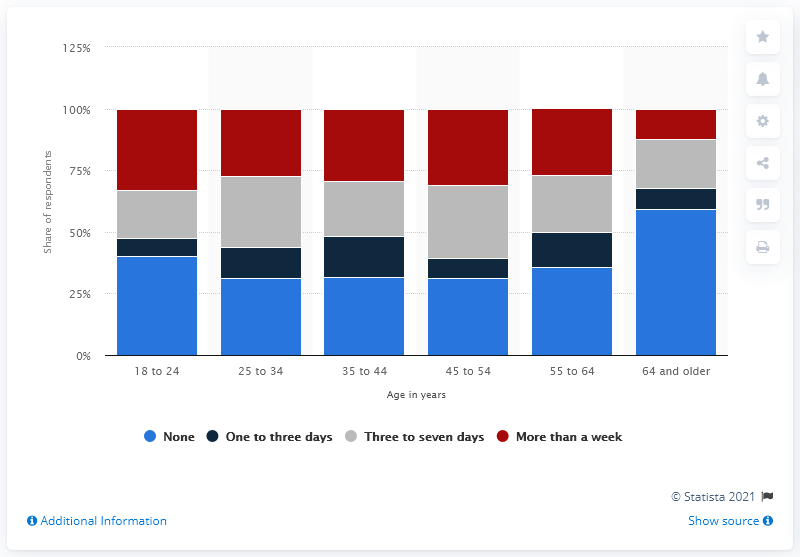 125%
100%
75%
50%
25%
0%
Share of respondents
18 to 24 25 to 34 35 to 44 45 to 54 55 to 64 64 and older
Age in years
None One to three days Three to seven days More than a week
© Statista 2021
Additional Information Show source